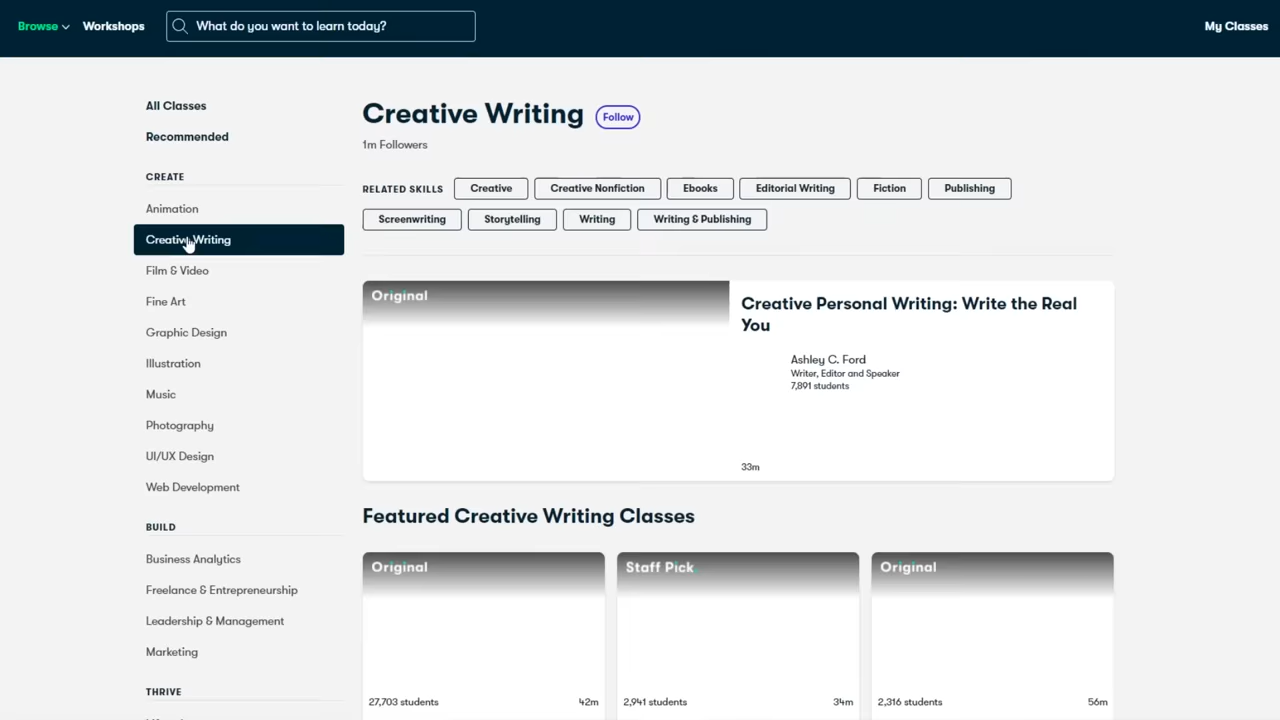 Browse Workshops What do you want to learn today? My Classes
All Classes
Recommended
CREATE
Animation
Creative Writing
Film & Video
Fine Art
Graphic Design
Illustration
Music
Photography
UI/UX Design
Web Development
BUILD
Business Analytics
Freelance & Entrepreneurship
Leadership & Management
Marketing
THRIVE
Creative Writing Follow
1m Followers
RELATED SKILLS Creative Creative Nonfiction Ebooks Editorial Writing Fiction Publishing
Screenwriting Storytelling Writing Writing & Publishing
Original
Creative Personal Writing: Write the Real
You
Ashley C. Ford
Writer, Editor and Speaker
7,891 students
33m
Featured Creative Writing Classes
Original Staff Pick Original
27,703 students 42m 2,941 students 34m 2,316 students 56m